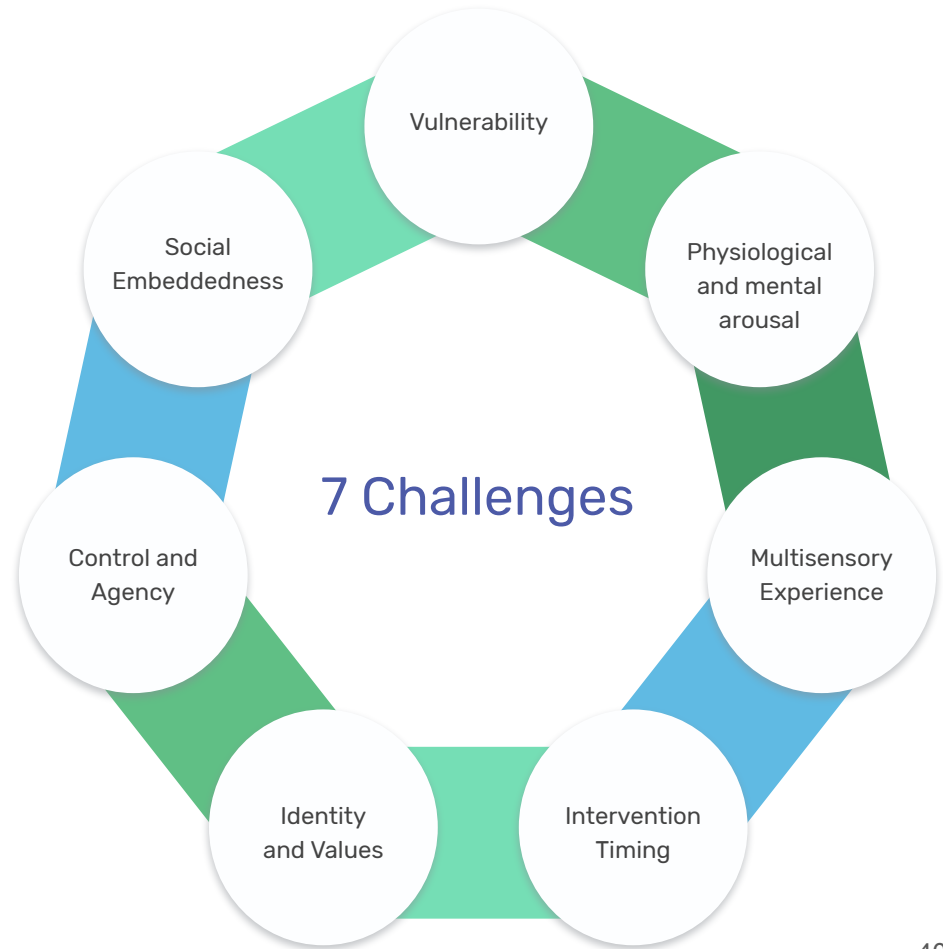 Vulnerability
Physiological
and mental
arousal
Multisensory
Experience
Intervention
Timing
Identity
and Values
Control and
Agency
Social
Embeddedness
7 Challenges